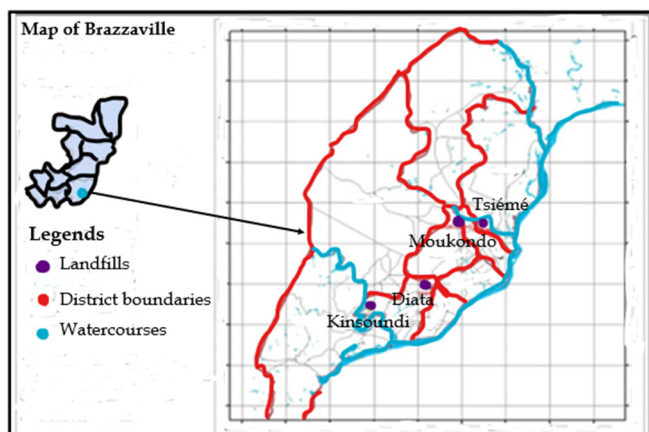 Map of Brazzaville
Tsiémé
Moukondo
Legends
Landfills
District boundaries
Diata
Watercourses
Kinsoundi